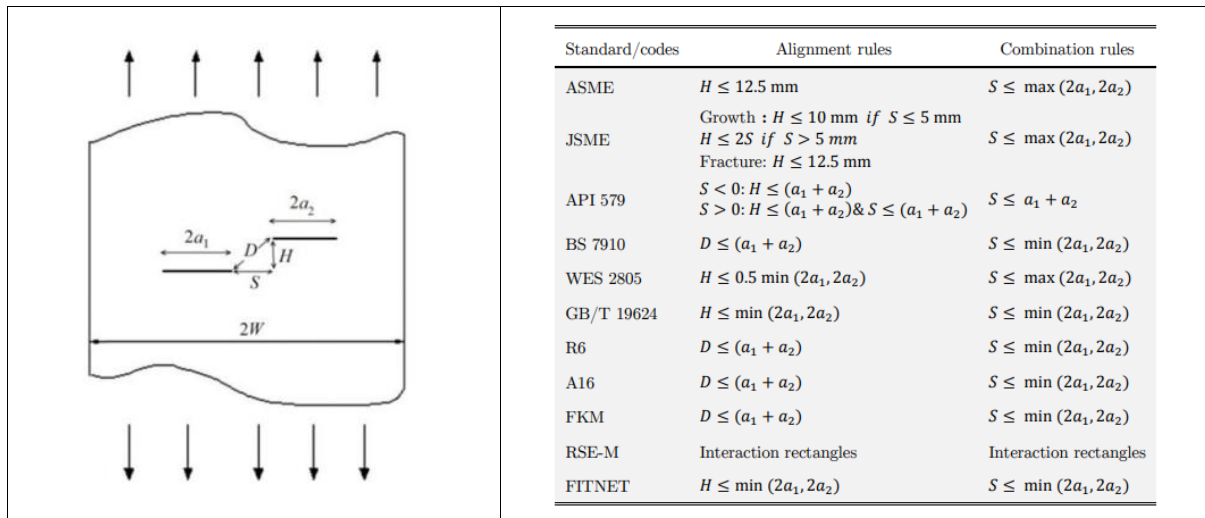 2a₂
2a₁
D
H
S
2W
Standard/codes Alignment rules Combination rules
ASME H ≤ 12.5 mm S ≤ max (2a₁, 2a₂)
Growth : H ≤ 10 mm if S ≤ 5 mm
JSME H ≤ 2S if S > 5 mm S ≤ max (2a₁, 2a₂)
Fracture: H ≤ 12.5 mm
S < 0: H ≤ (a₁ + a₂)
API 579 S ≤ a₁ + a₂
S > 0: H ≤ (a₁ + a₂)& S ≤ (a₁ + a₂)
BS 7910 D ≤ (a₁ + a₂) S ≤ min (2a₁, 2a₂)
WES 2805 H ≤ 0.5 min (2a₁, 2a₂) S ≤ max (2a₁, 2a₂)
GB/T 19624 H ≤ min (2a₁, 2a₂) S ≤ min (2a₁, 2a₂)
R6 D ≤ (a₁ + a₂) S ≤ min (2a₁, 2a₂)
A16 D ≤ (a₁ + a₂) S ≤ min (2a₁, 2a₂)
FKM D ≤ (a₁ + a₂) S ≤ min (2a₁, 2a₂)
RSE-M Interaction rectangles Interaction rectangles
FITNET H ≤ min (2a₁, 2a₂) S ≤ min (2a₁, 2a₂)